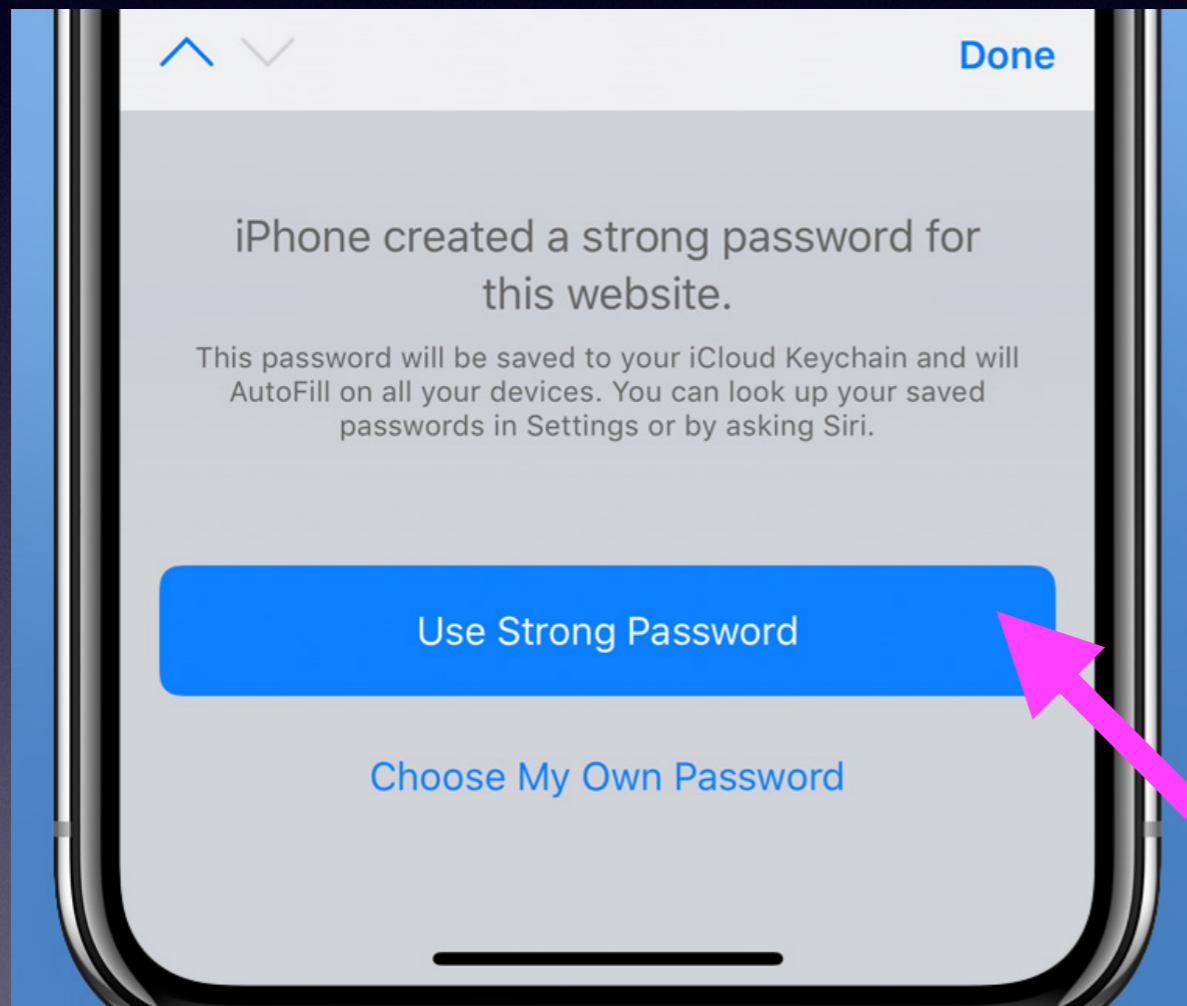 Done
iPhone created a strong password for
this website.
This password will be saved to your iCloud Keychain and will
AutoFill on all your devices. You can look up your saved
passwords in Settings or by asking Siri.
Use Strong Password
Choose My Own Password